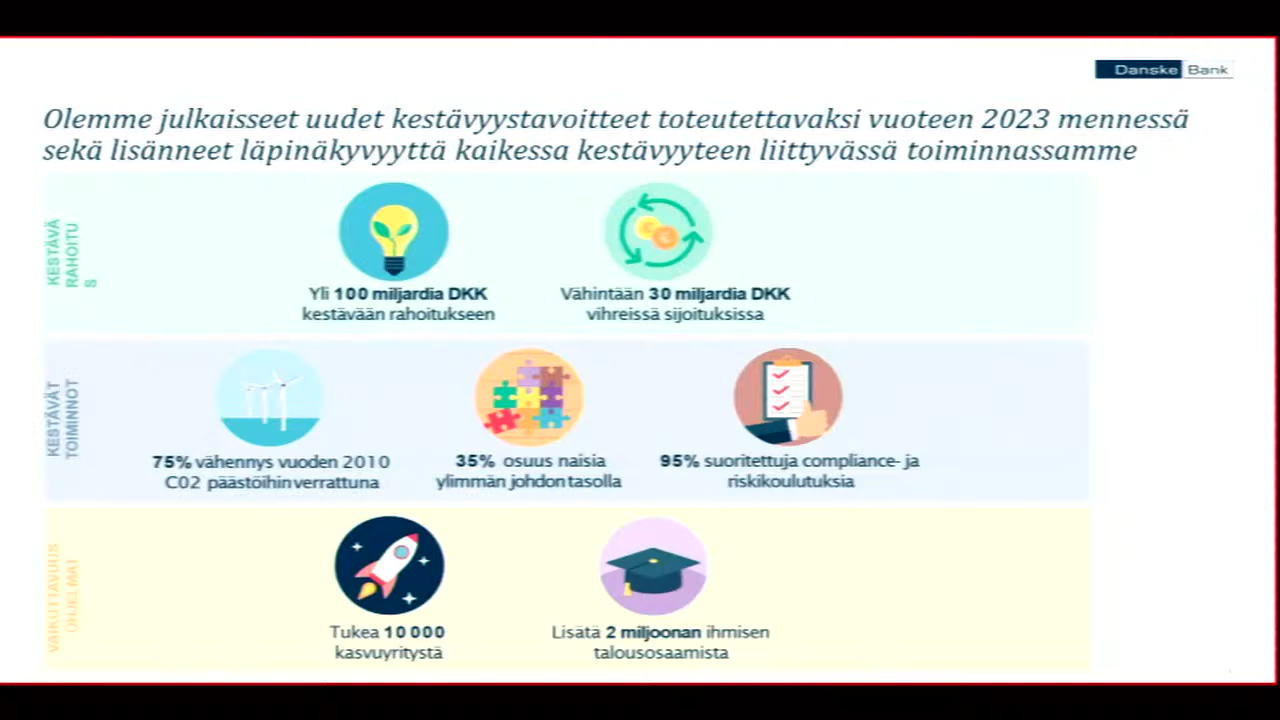 Danske Bank
Olemme julkaisseet uudet kestävyystavoitteet toteutettavaksi vuoteen 2023 mennessä
sekä lisänneet läpinäkyvyyttä kaikessa kestävyyteen liittyvässä toiminnassamme
KESTÄVÄ
RAHOITU
S
Yli 100 miljardia DKK
kestävään rahoitukseen
Vähintään 30 miljardia DKK
vihreissä sijoituksissa
KESTÄVÄT
TOIMINNOT
75% vähennys vuoden 2010
C02 päästöihin verrattuna
35% osuus naisia
ylimmän johdon tasolla
95% suoritettuja compliance- ja
riskikoulutuksia
VAIKUTTAVUUS
OHJELMAT
Tukea 10 000
kasvuyritystä
Lisätä 2 miljoonan ihmisen
talousosaamista